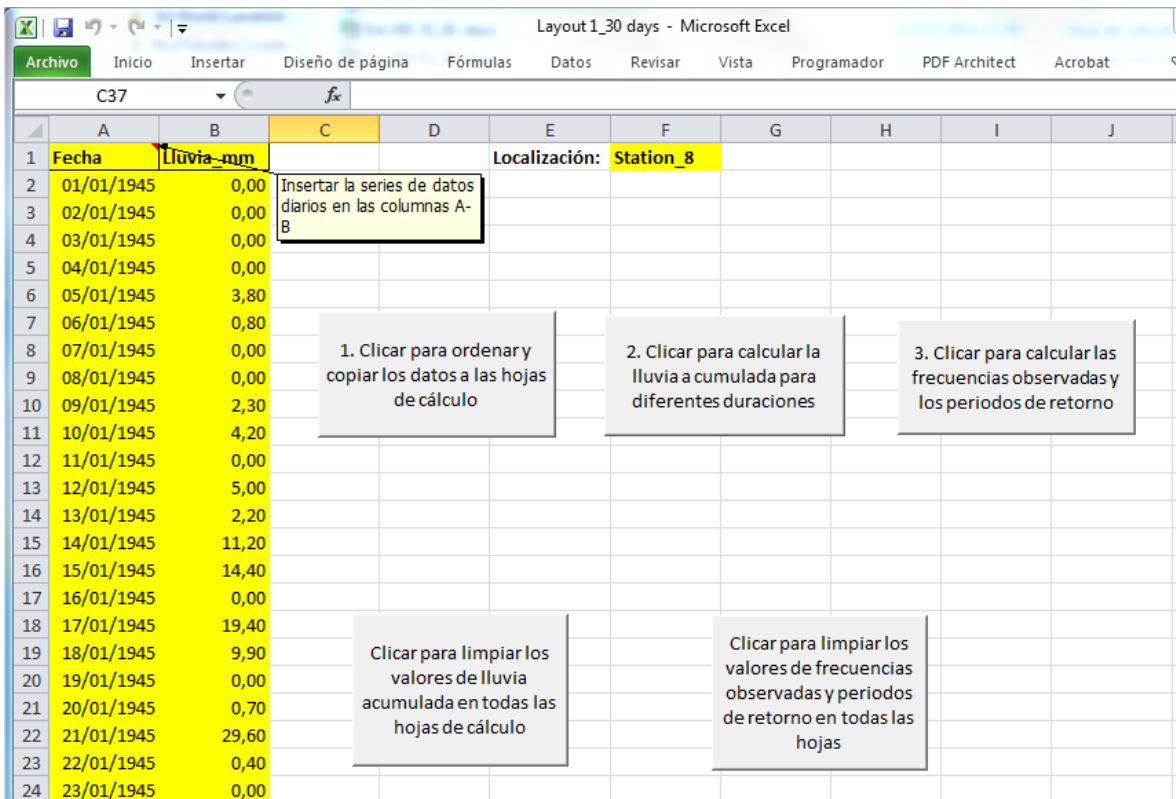 Layout 1_30 days - Microsoft Excel
Archivo Inicio Insertar Diseño de página Fórmulas Datos Revisar Vista Programador PDF Architect Acrobat
C37 fx
A B C D E F G H I J
1 Fecha Lluvia_mm Localización: Station_8
2 01/01/1945 0,00
3 02/01/1945 0,00
4 03/01/1945 0,00
5 04/01/1945 0,00
6 05/01/1945 3,80
7 06/01/1945 0,80
8 07/01/1945 0,00
9 08/01/1945 0,00
10 09/01/1945 2,30
11 10/01/1945 4,20
12 11/01/1945 0,00
13 12/01/1945 5,00
14 13/01/1945 2,20
15 14/01/1945 11,20
16 15/01/1945 14,40
17 16/01/1945 0,00
18 17/01/1945 19,40
19 18/01/1945 9,90
20 19/01/1945 0,00
21 20/01/1945 0,70
22 21/01/1945 29,60
23 22/01/1945 0,40
24 23/01/1945 0,00
Insertar la series de datos
diarios en las columnas A-
B
1. Clicar para ordenar y
copiar los datos a las hojas
de cálculo
2. Clicar para calcular la
lluvia a cumulada para
diferentes duraciones
3. Clicar para calcular las
frecuencias observadas y
los periodos de retorno
Clicar para limpiar los
valores de lluvia
acumulada en todas las
hojas de cálculo
Clicar para limpiar los
valores de frecuencias
observadas y periodos
de retorno en todas las
hojas